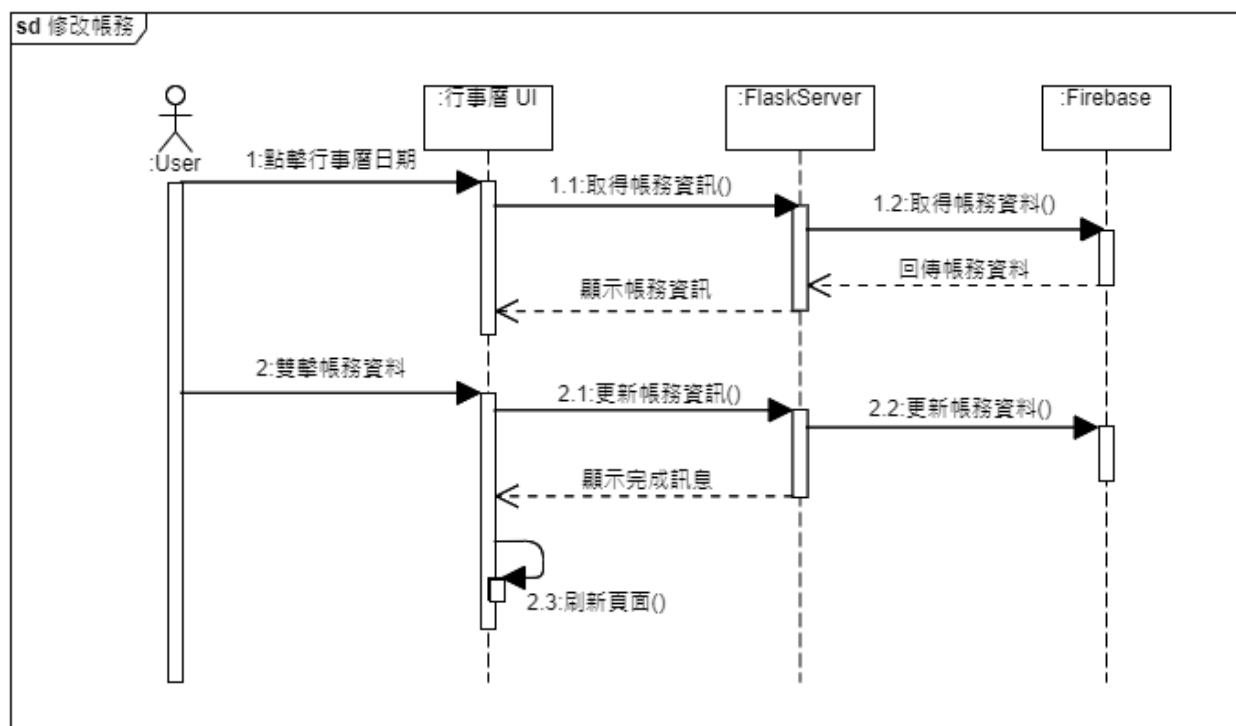 sd 修改帳務
:User
:行事曆 UI
:FlaskServer
:Firebase
1:點擊行事曆日期
1.1:取得帳務資訊()
1.2:取得帳務資料()
回傳帳務資料
顯示帳務資訊
2:雙擊帳務資料
2.1:更新帳務資訊()
2.2:更新帳務資料()
顯示完成訊息
2.3:刷新頁面()